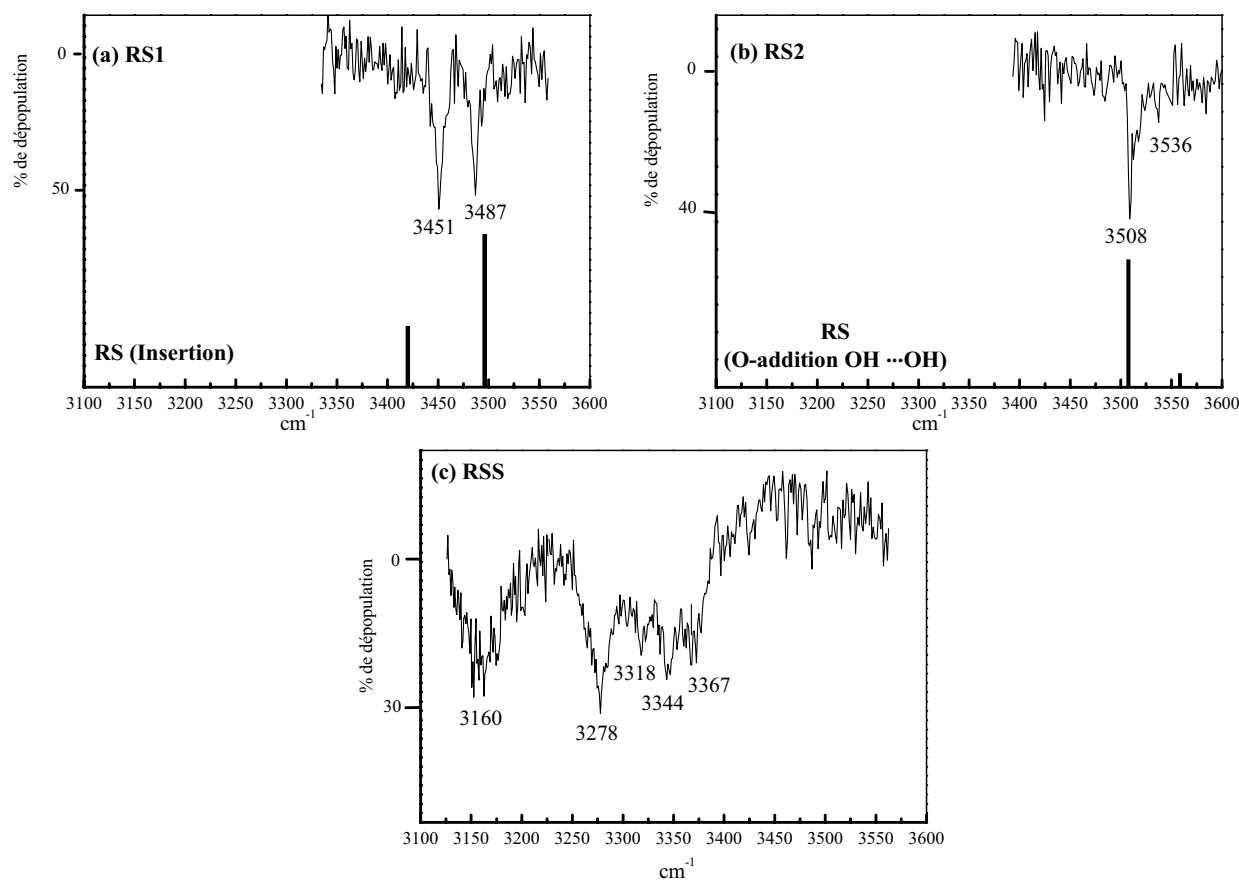 (a) RS1
% de dépopulation
0
50
3451
3487
RS (Insertion)
3100 3150 3200 3250 3300 3350 3400 3450 3500 3550 3600
cm-1
(b) RS2
% de dépopulation
0
40
3536
3508
RS
(O-addition OH ···OH)
3100 3150 3200 3250 3300 3350 3400 3450 3500 3550 3600
cm-1
(c) RSS
% de dépopulation
0
30
3160
3278
3318
3344
3367
3100 3150 3200 3250 3300 3350 3400 3450 3500 3550 3600
cm-1